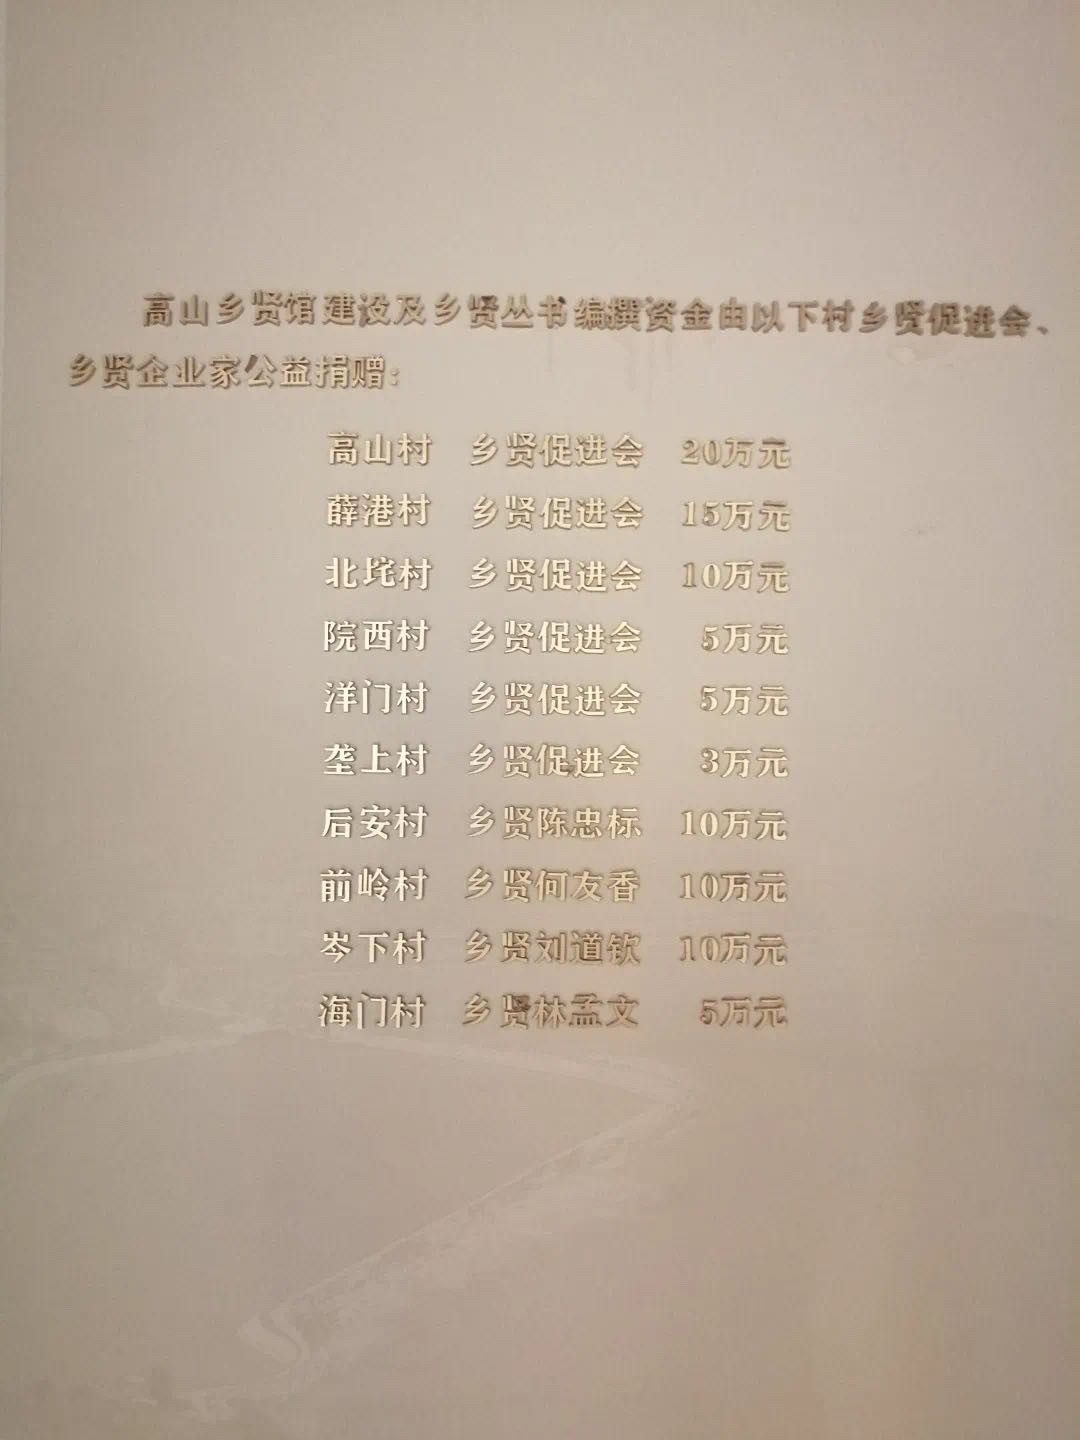 高山乡贤馆建设及乡贤丛书编撰资金由以下村乡贤促进会、
乡贤企业家公益捐赠：
高山村 乡贤促进会 20万元
薛港村 乡贤促进会 15万元
北垞村 乡贤促进会 10万元
院西村 乡贤促进会 5万元
洋门村 乡贤促进会 5万元
垄上村 乡贤促进会 3万元
后安村 乡贤陈忠标 10万元
前岭村 乡贤何友香 10万元
岑下村 乡贤刘道钦 10万元
海门村 乡贤林孟文 5万元